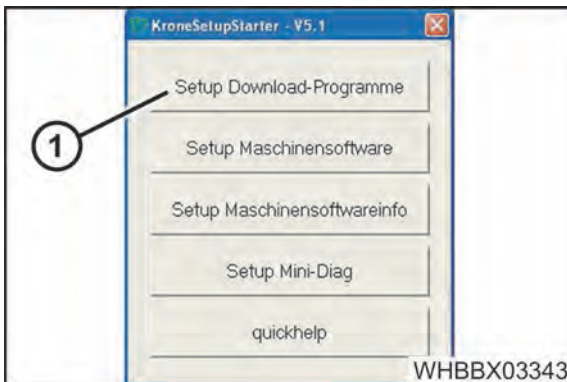 KroneSetupStarter - V5.1
Setup Download-Programme
1
Setup Maschinensoftware
Setup Maschinensoftwareinfo
Setup Mini-Diag
quickhelp
WHBBX03343